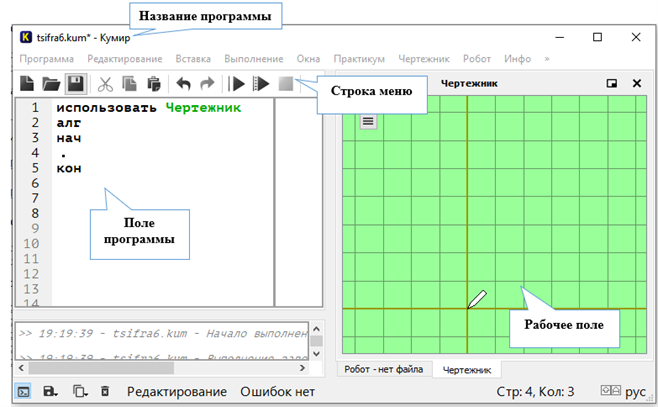 Название программы
tsifra6.kum* - Кумир
Программа Редактирование Вставка Выполнение Окна Практикум Чертежник Робот Инфо »
Строка меню
Чертежник
1 использовать Чертежник
2 алг
3 нач
4 .
5 кон
6
7
8
9
10
11
12
13
14
Поле
программы
Рабочее поле
>> 19:19:39 - tsifra6.kum - Начало выполнен
>> 19:19:39 - tsifra6.kum - Выполнение
Робот - нет файла Чертежник
Редактирование Ошибок нет Стр: 4, Кол: 3 рус